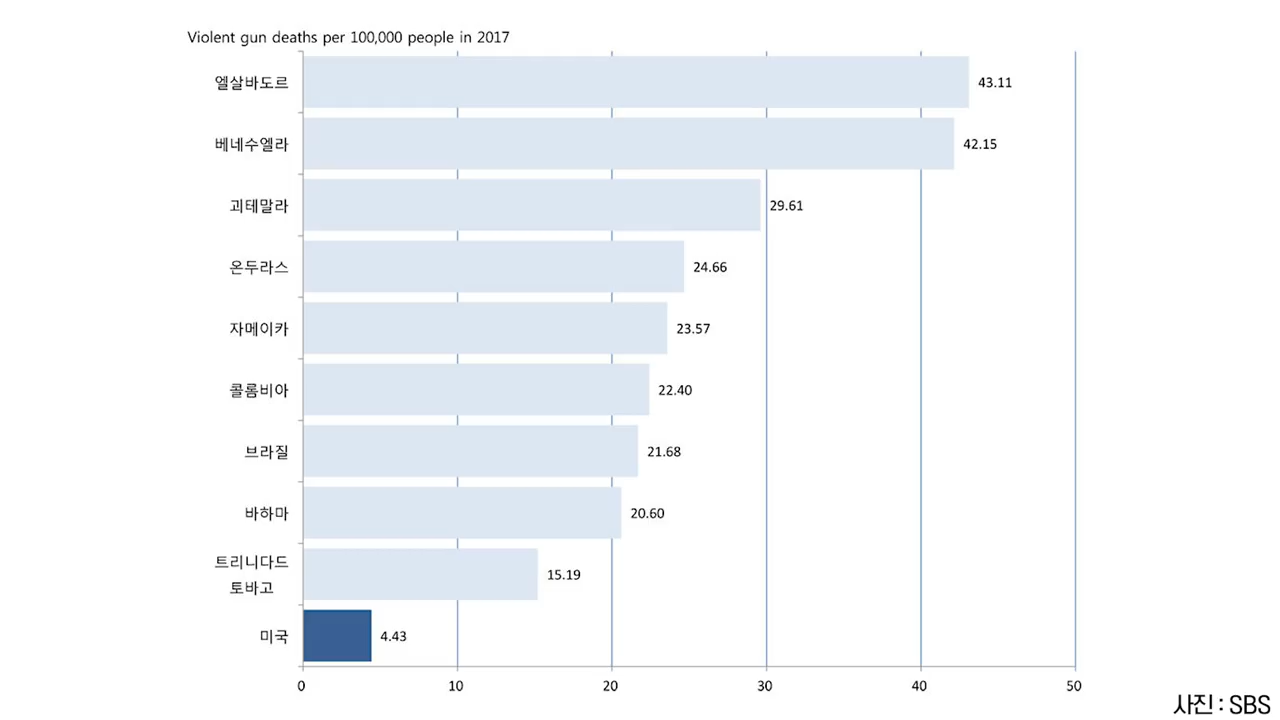 Violent gun deaths per 100,000 people in 2017
엘살바도르 43.11
베네수엘라 42.15
괴테말라 29.61
온두라스 24.66
자메이카 23.57
콜롬비아 22.40
브라질 21.68
바하마 20.60
트리니다드
토바고 15.19
미국 4.43
0 10 20 30 40 50
사진 : SBS